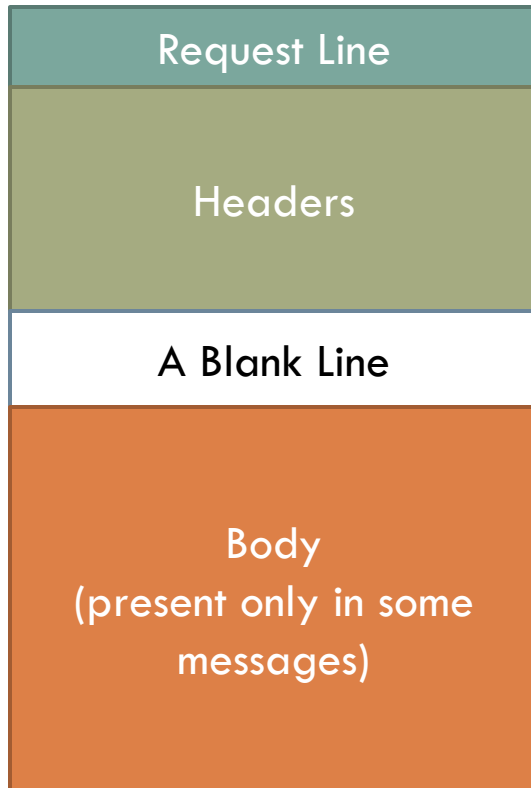 Request Line
Headers
A Blank Line
Body
(present only in some
messages)